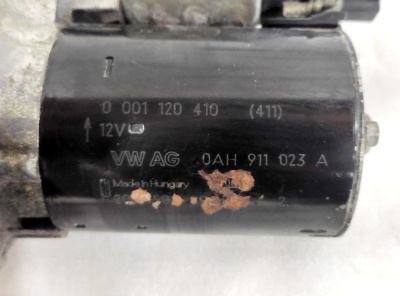 0 001 120 410 (411)
12V
VW AG 0AH 911 023 A
Made in Hungary